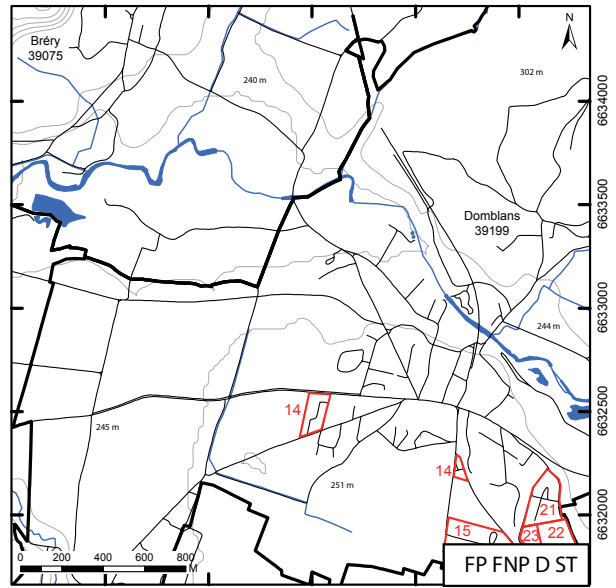 N
Bréry
39075
240 m
302 m
6634000
6633500
Domblans
39199
6633000
244 m
14
6632500
245 m
14
251 m
21
6632000
15
23
22
0 200 400 600 800
M
FP FNP D ST